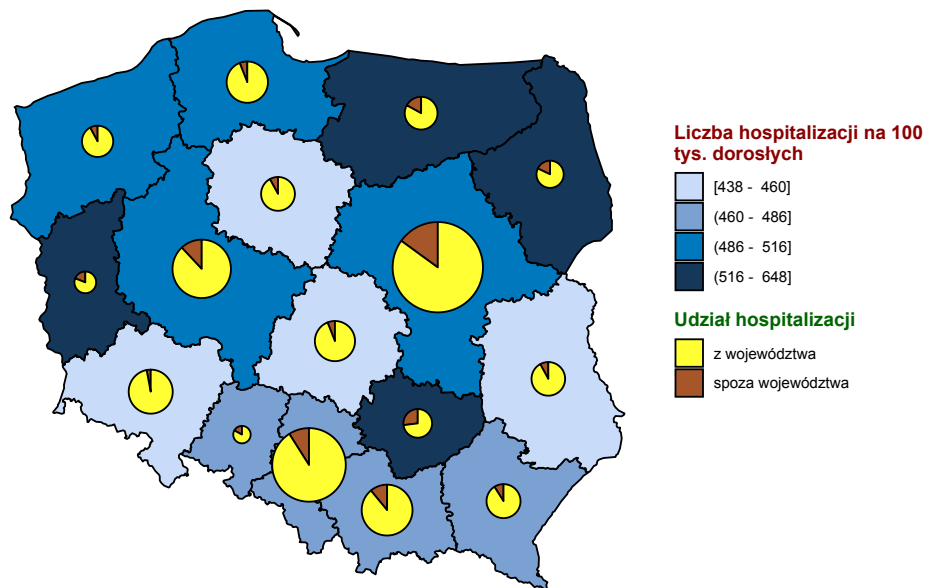 Liczba hospitalizacji na 100
tys. dorosłych
[438 - 460]
(460 - 486]
(486 - 516]
(516 - 648]
Udział hospitalizacji
z województwa
spoza województwa